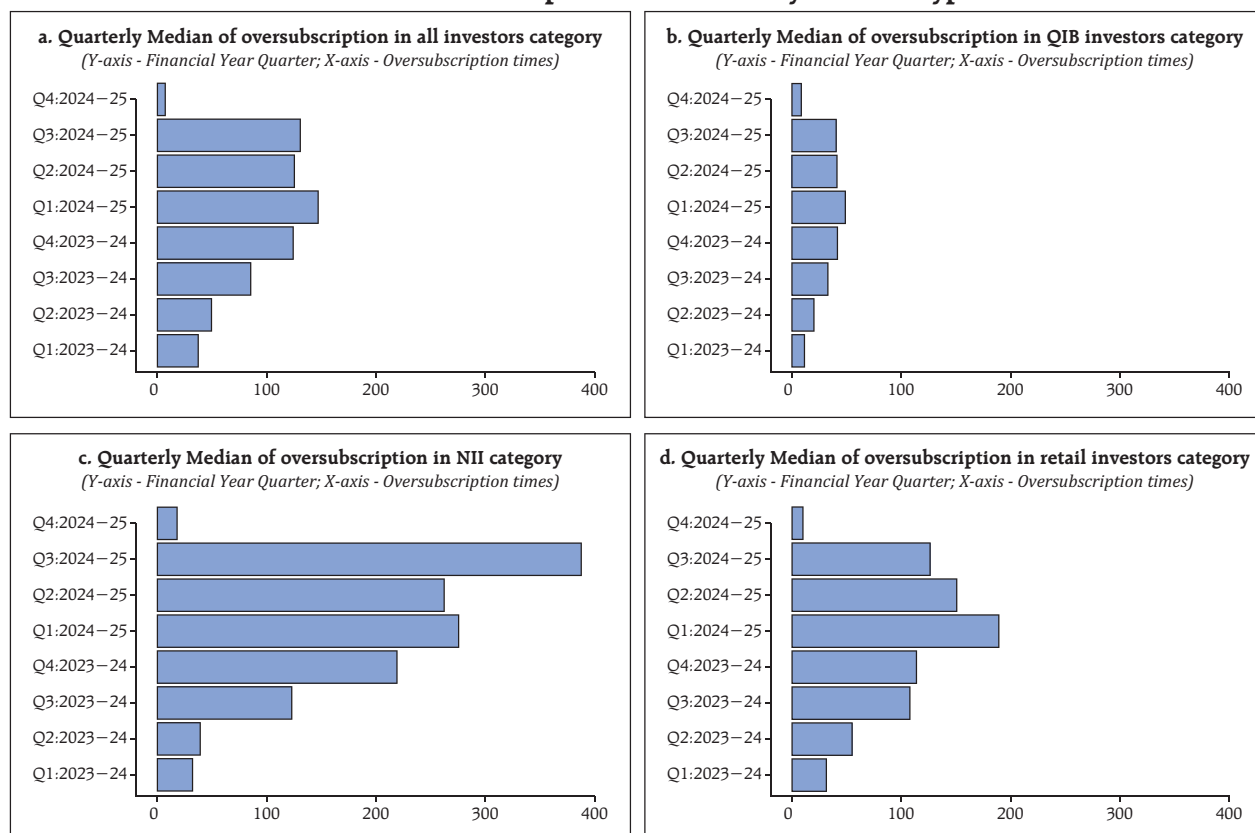 a. Quarterly Median of oversubscription in all investors category
(Y-axis - Financial Year Quarter; X-axis - Oversubscription times)
Q4:2024−25
Q3:2024−25
Q2:2024−25
Q1:2024−25
Q4:2023−24
Q3:2023−24
Q2:2023−24
Q1:2023−24
0 100 200 300 400
b. Quarterly Median of oversubscription in QIB investors category
(Y-axis - Financial Year Quarter; X-axis - Oversubscription times)
Q4:2024−25
Q3:2024−25
Q2:2024−25
Q1:2024−25
Q4:2023−24
Q3:2023−24
Q2:2023−24
Q1:2023−24
0 100 200 300 400
c. Quarterly Median of oversubscription in NII category
(Y-axis - Financial Year Quarter; X-axis - Oversubscription times)
Q4:2024−25
Q3:2024−25
Q2:2024−25
Q1:2024−25
Q4:2023−24
Q3:2023−24
Q2:2023−24
Q1:2023−24
0 100 200 300 400
d. Quarterly Median of oversubscription in retail investors category
(Y-axis - Financial Year Quarter; X-axis - Oversubscription times)
Q4:2024−25
Q3:2024−25
Q2:2024−25
Q1:2024−25
Q4:2023−24
Q3:2023−24
Q2:2023−24
Q1:2023−24
0 100 200 300 400